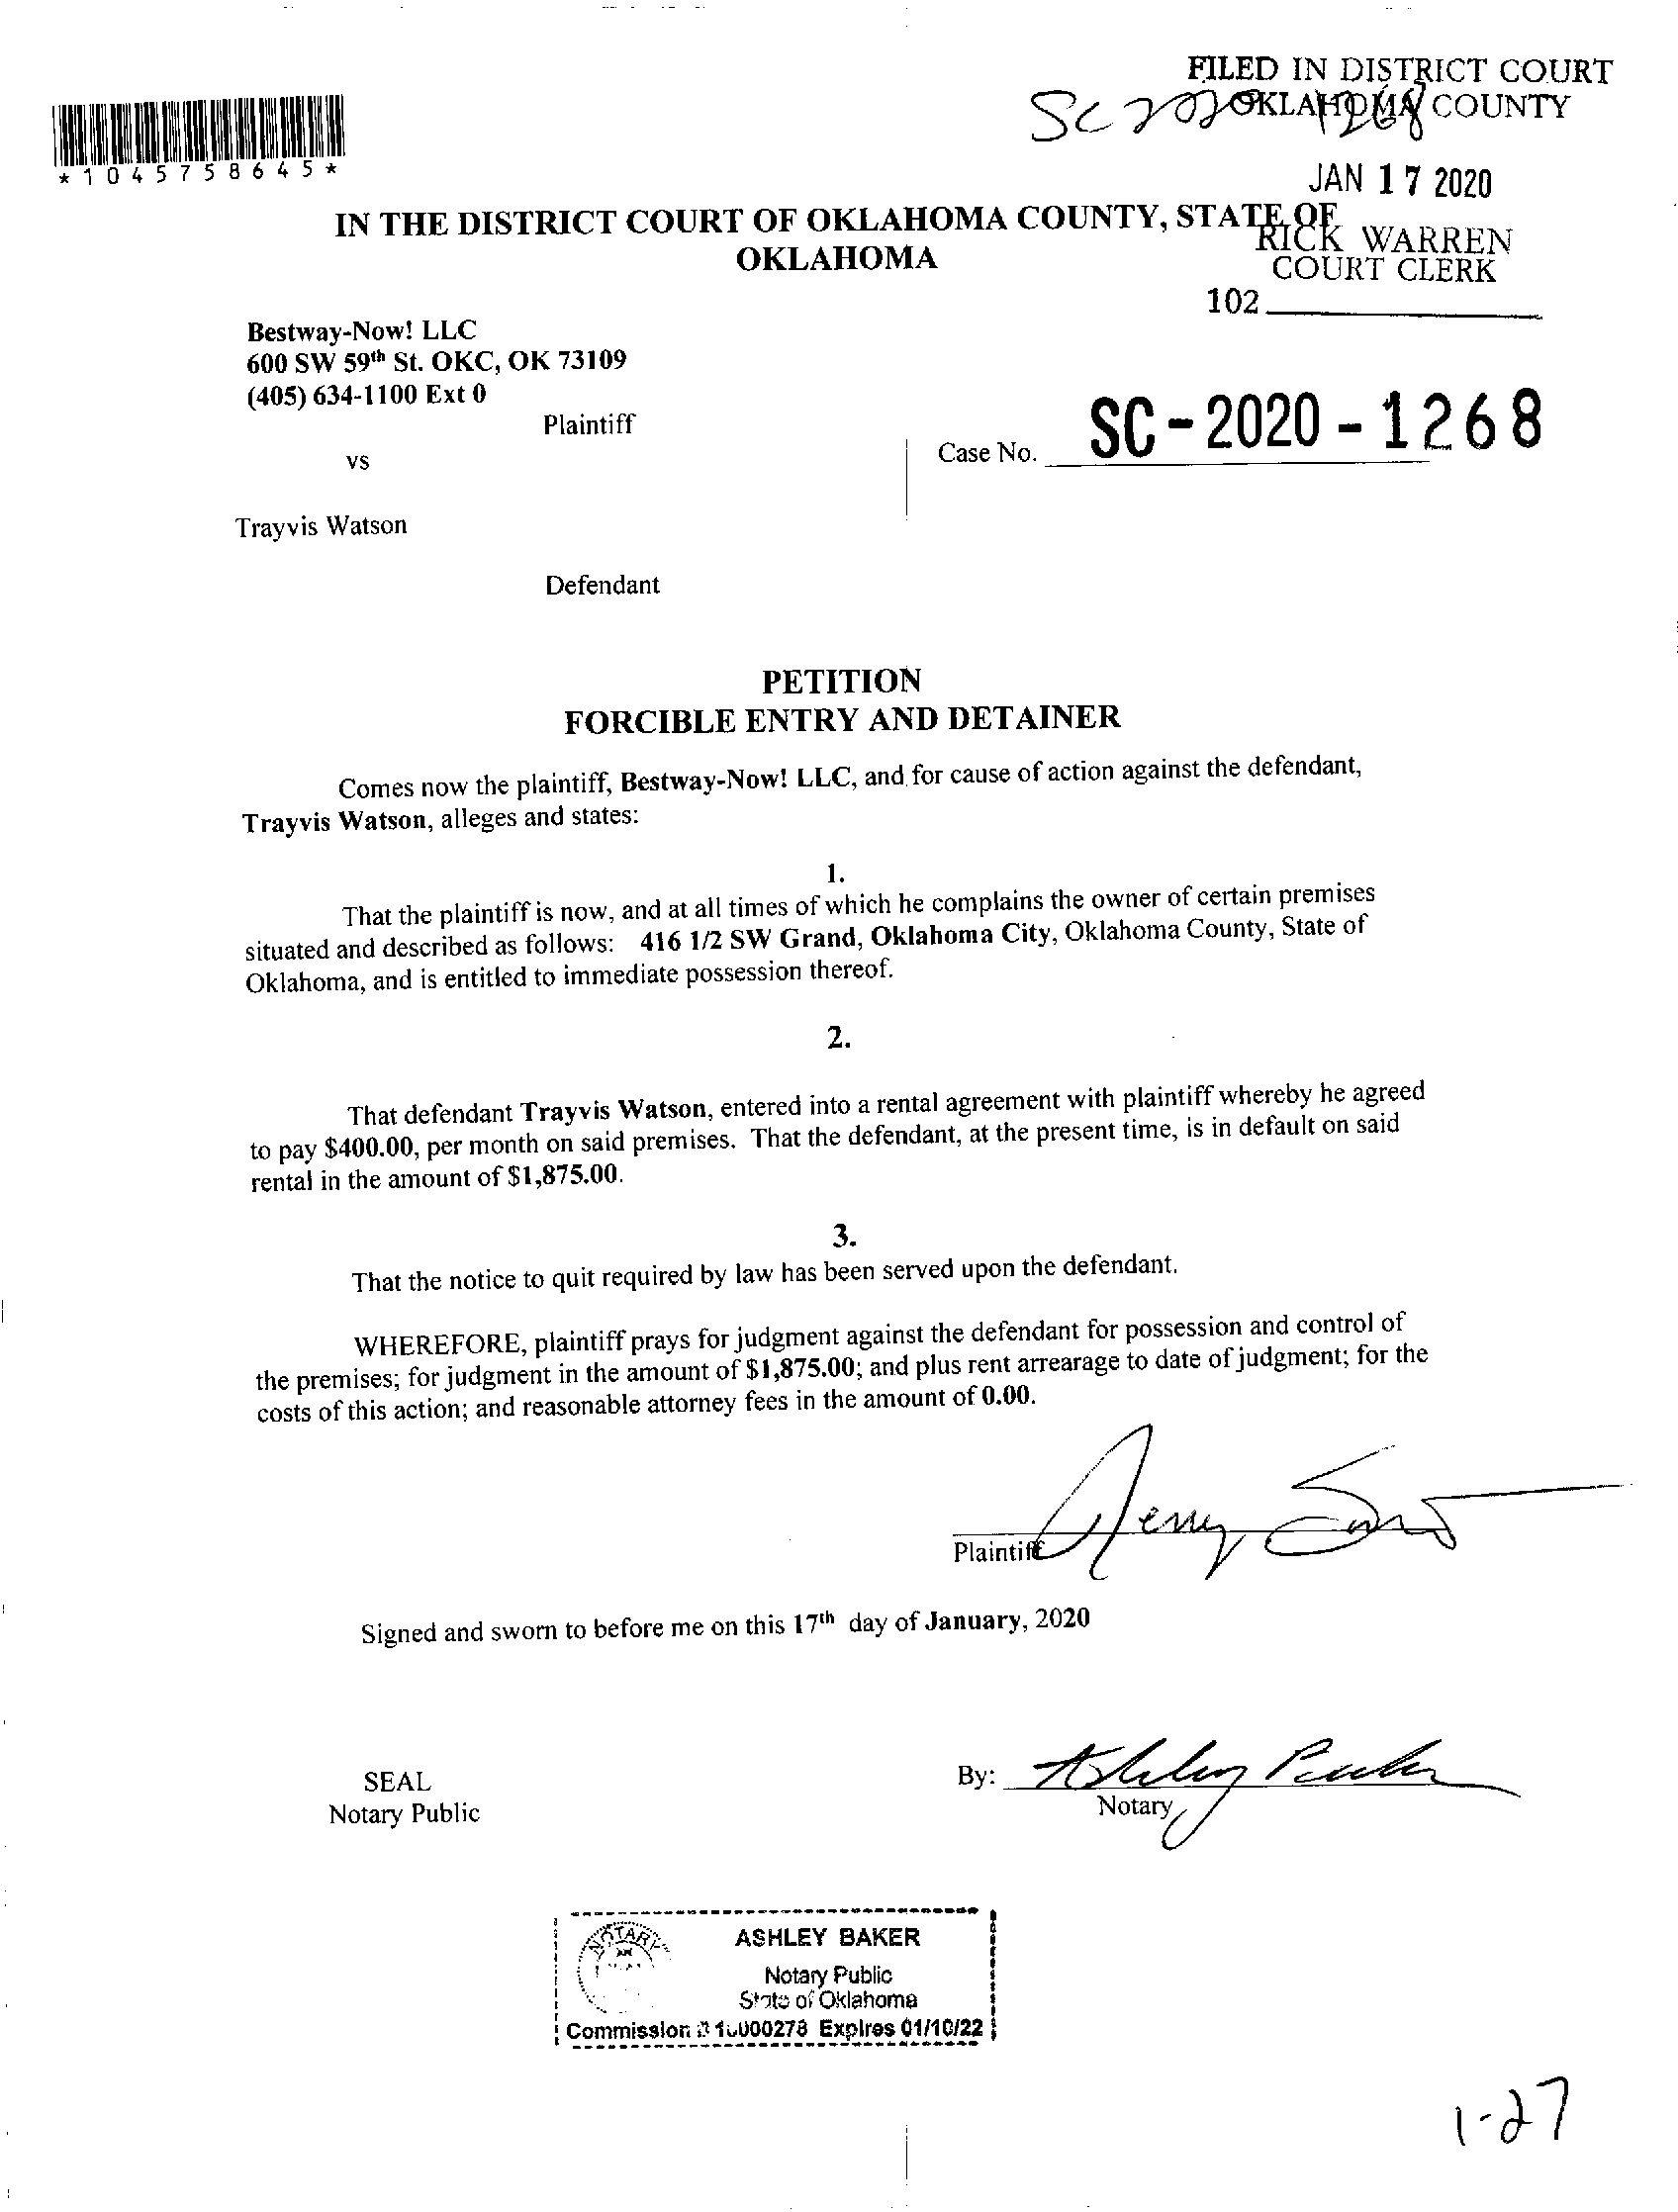 FILED IN DISTRICT COURT
OKLAHOMA COUNTY
SC 2020 1268
*1045758645*
JAN 17 2020
IN THE DISTRICT COURT OF OKLAHOMA COUNTY, STATE OF
OKLAHOMA
RICK WARREN
COURT CLERK
102
Bestway-Now! LLC
600 SW 59th St. OKC, OK 73109
(405) 634-1100 Ext 0
Plaintiff
vs
Case No. SC-2020-1268
Trayvis Watson
Defendant
PETITION
FORCIBLE ENTRY AND DETAINER
Comes now the plaintiff, Bestway-Now! LLC, and for cause of action against the defendant,
Trayvis Watson, alleges and states:
1.
That the plaintiff is now, and at all times of which he complains the owner of certain premises
situated and described as follows: 416 1/2 SW Grand, Oklahoma City, Oklahoma County, State of
Oklahoma, and is entitled to immediate possession thereof.
2.
That defendant Trayvis Watson, entered into a rental agreement with plaintiff whereby he agreed
to pay $400.00, per month on said premises. That the defendant, at the present time, is in default on said
rental in the amount of $1,875.00.
3.
That the notice to quit required by law has been served upon the defendant.
WHEREFORE, plaintiff prays for judgment against the defendant for possession and control of
the premises; for judgment in the amount of $1,875.00; and plus rent arrearage to date of judgment; for the
costs of this action; and reasonable attorney fees in the amount of 0.00.
Jerry
Plaintiff
Signed and sworn to before me on this 17th day of January, 2020
SEAL
Notary Public
By: Ashley Baker
Notary
NOTARY
ASHLEY BAKER
Notary Public
State of Oklahoma
Commission # Expires 01/10/22
1-27